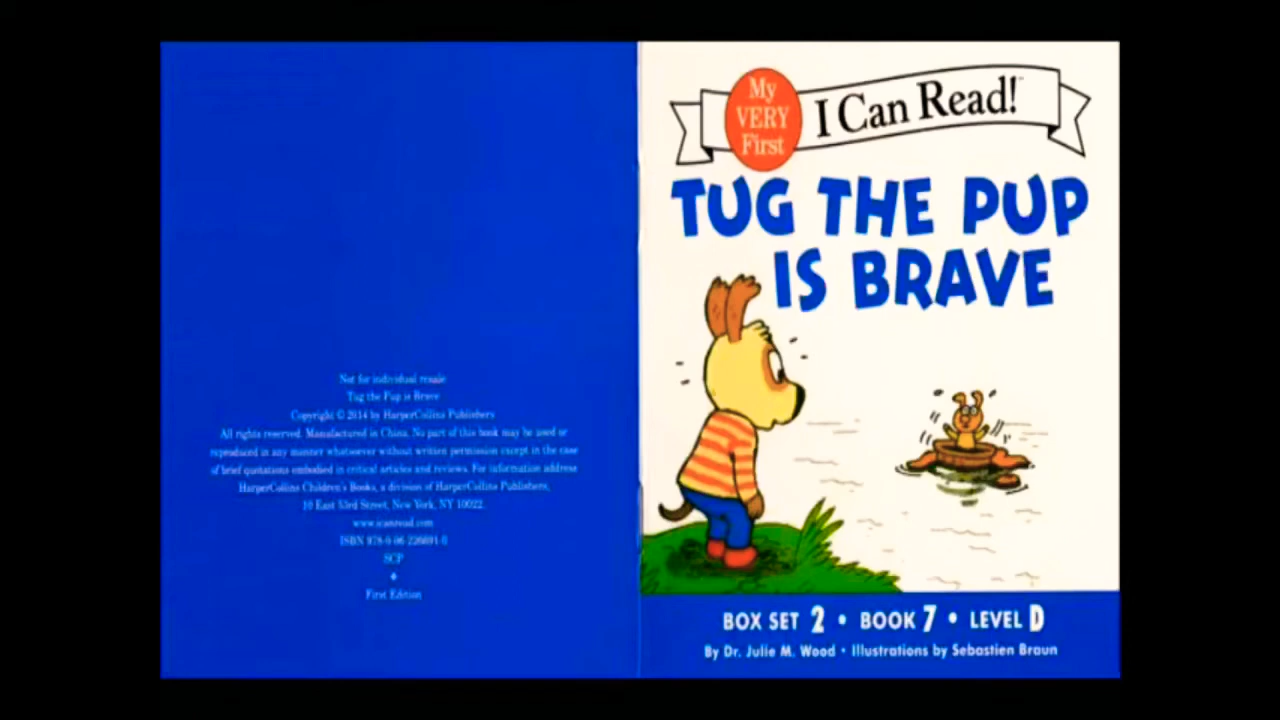 Not for individual resale
Tug the Pup is Brave
Copyright © 2014 by HarperCollins Publishers
All rights reserved. Manufactured in China. No part of this book may be used or
reproduced in any manner whatsoever without written permission except in the case
of brief quotations embodied in critical articles and reviews. For information address
HarperCollins Children's Books, a division of HarperCollins Publishers,
10 East 53rd Street, New York, NY 10022.
www.icanread.com
ISBN 978-0-06
SCP
First Edition
My
VERY
First
I Can Read!™
TUG THE PUP
IS BRAVE
BOX SET 2 • BOOK 7 • LEVEL D
By Dr. Julie M. Wood • Illustrations by Sebastien Braun